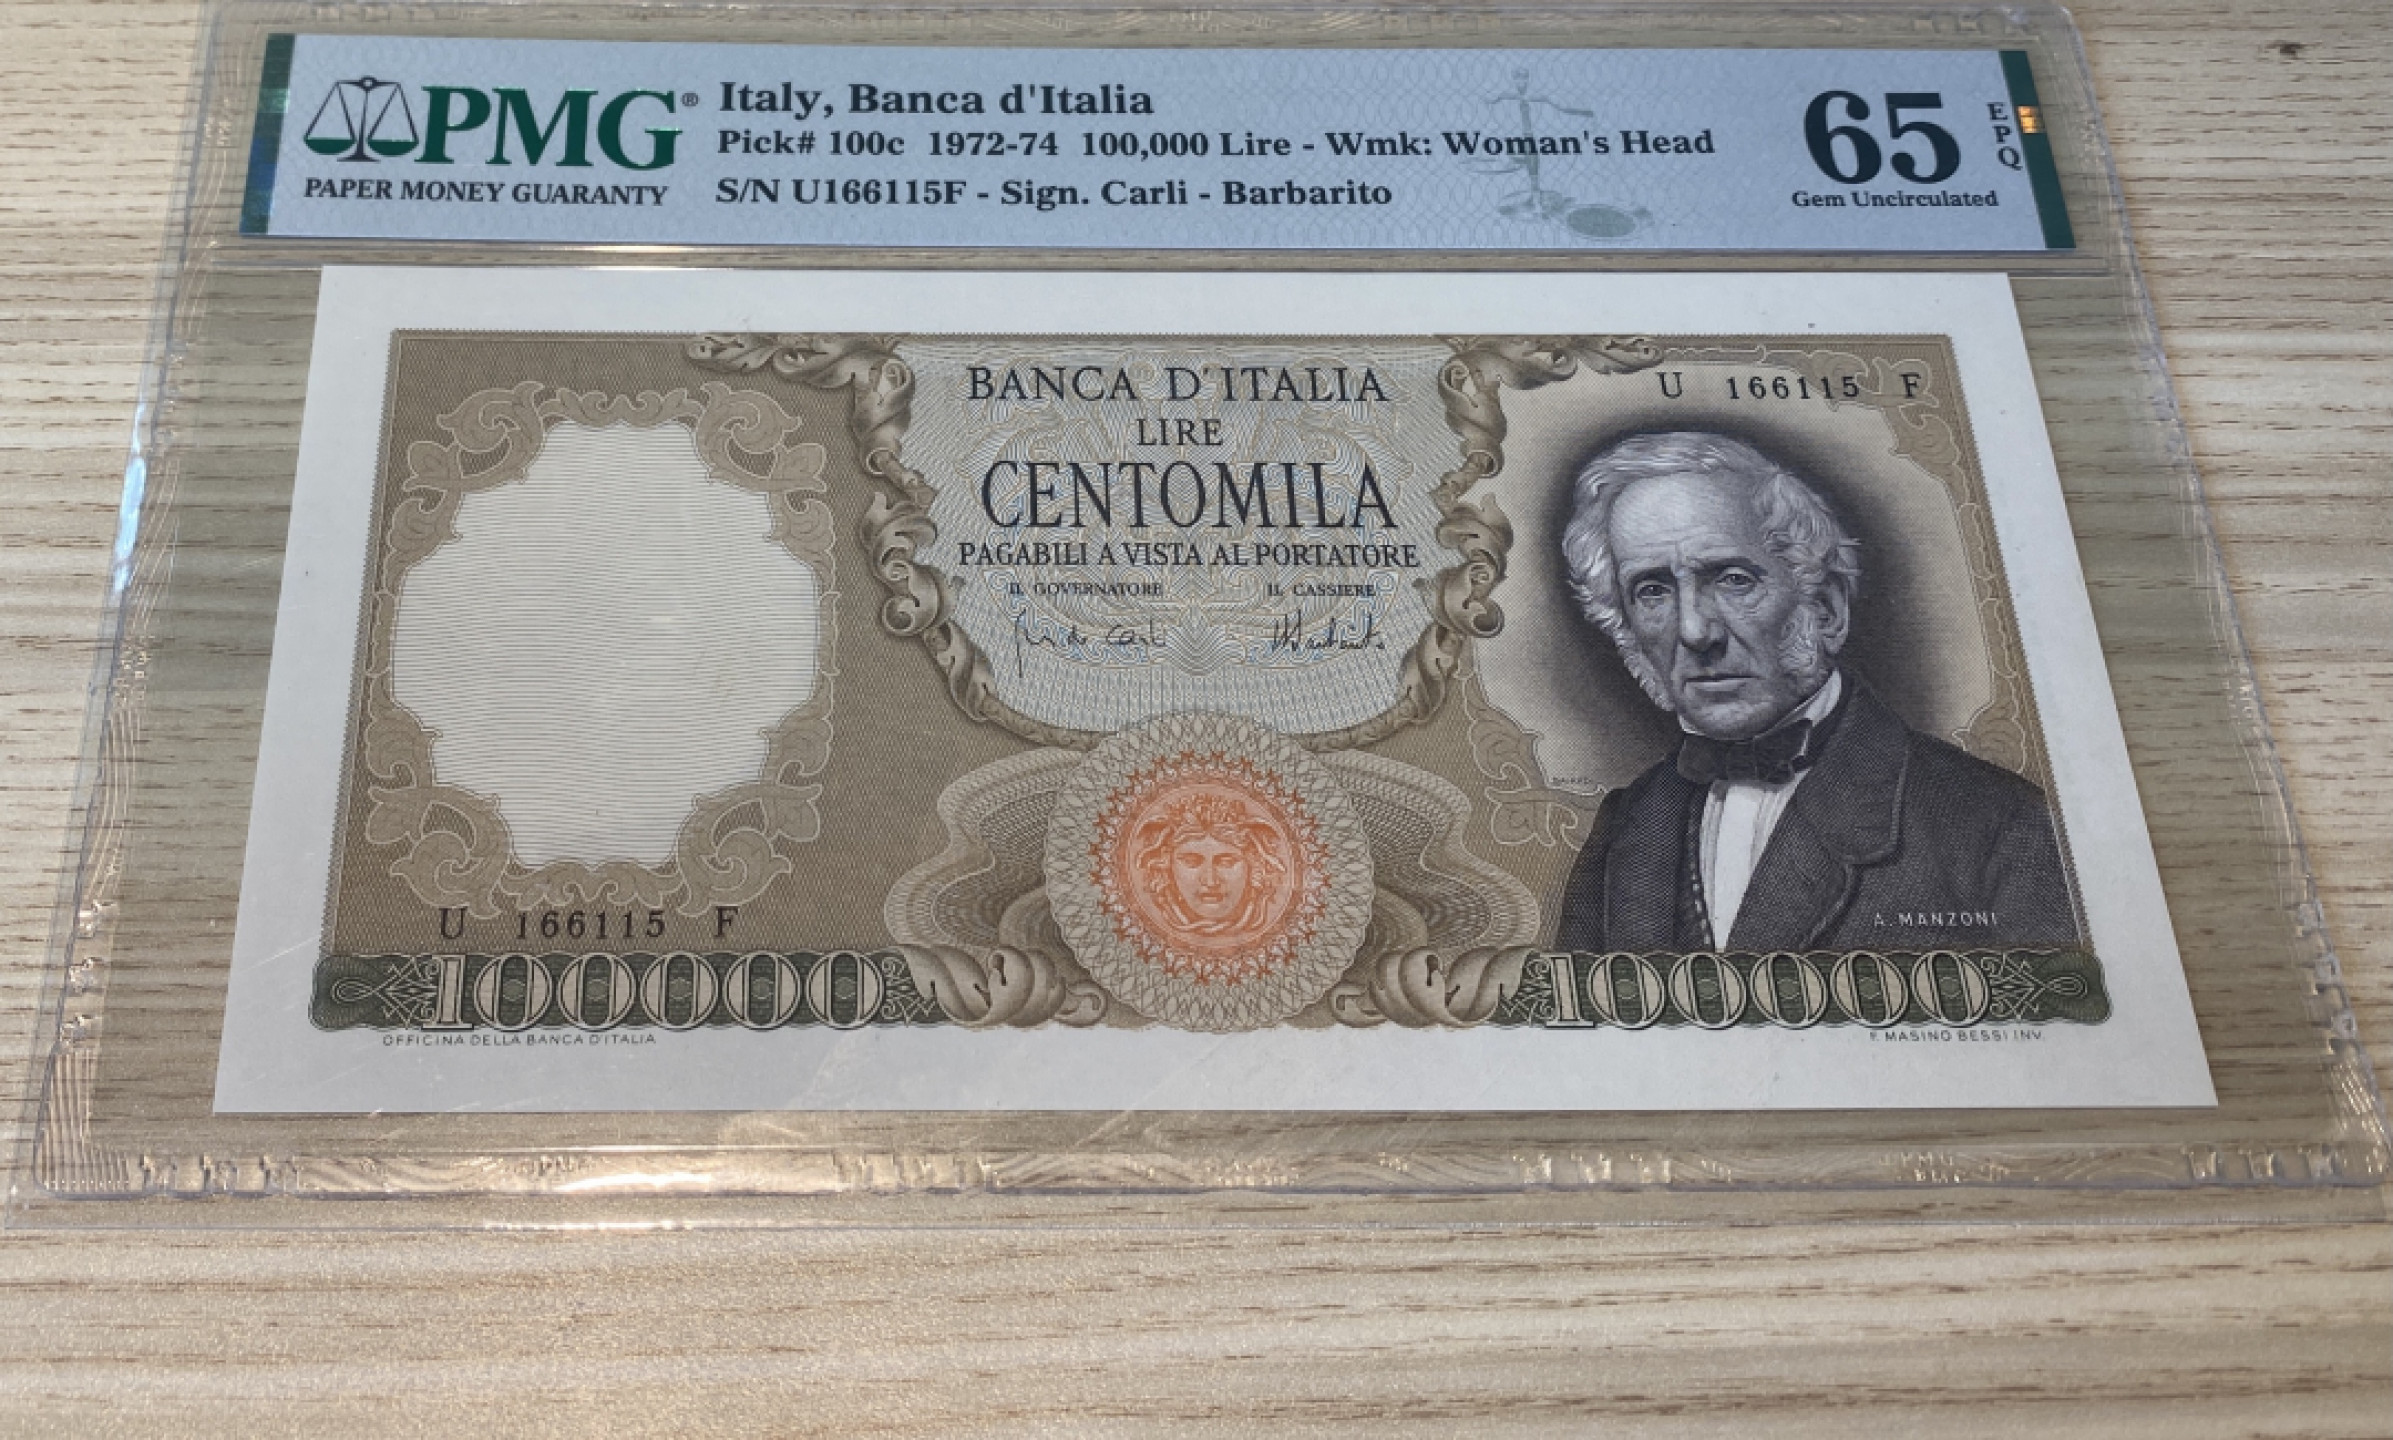 PMG®
PAPER MONEY GUARANTY
Italy, Banca d'Italia
Pick# 100c 1972-74 100,000 Lire - Wmk: Woman's Head
S/N U166115F - Sign. Carli - Barbarito
65
EPQ
Gem Uncirculated
BANCA D'ITALIA
LIRE
CENTOMILA
PAGABILI A VISTA AL PORTATORE
IL GOVERNATORE
IL CASSIERE
Guido Carli
U 166115 F
A. MANZONI
U 166115 F
100000
100000
OFFICINA DELLA BANCA D'ITALIA
F. MASINO BESSI INV.